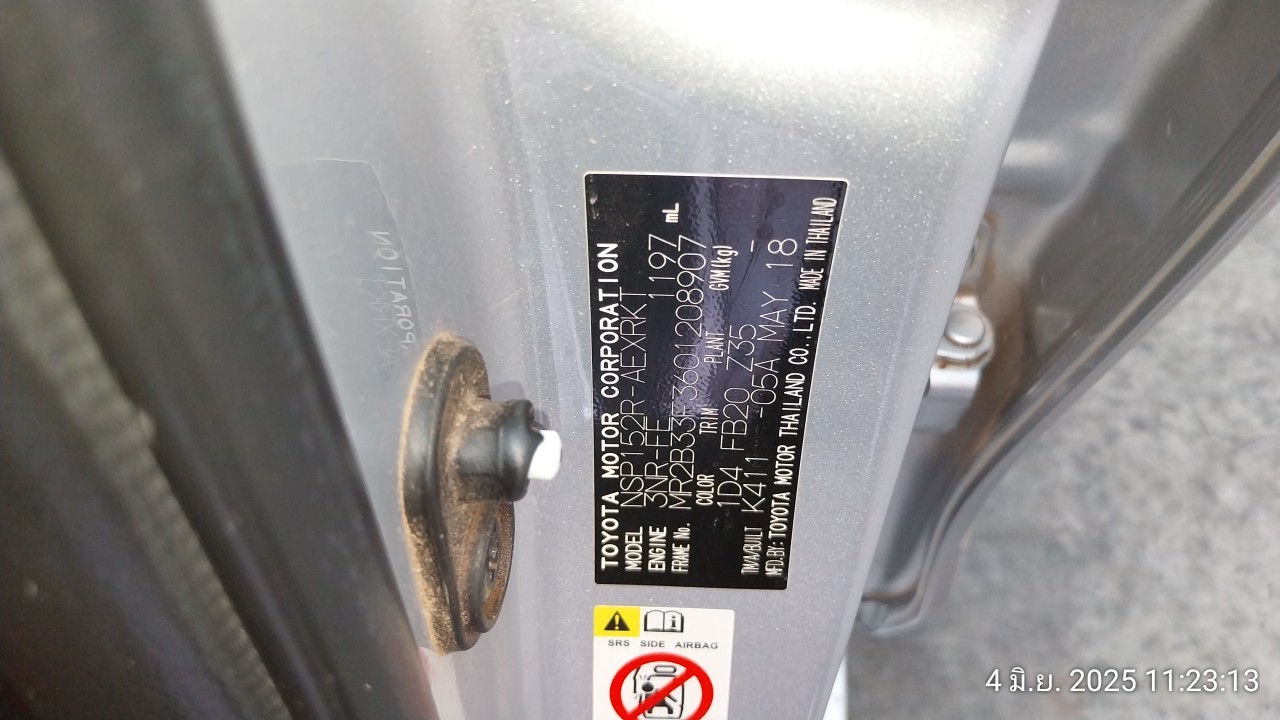 TOYOTA MOTOR CORPORATION
MODEL NSP152R-AEXRKT
ENGINE 3NR-FE 1197 mL
FRAME No. MR2B33F3601208907
COLOR TRIM PLANT GVM(kg)
1D4 FB20 Z35 -
TM/A/BUILT K411 -05A MAY 18
MFD.BY: TOYOTA MOTOR THAILAND CO.,LTD. MADE IN THAILAND
SRS SIDE AIRBAG
4 มิ.ย. 2025 11:23:13